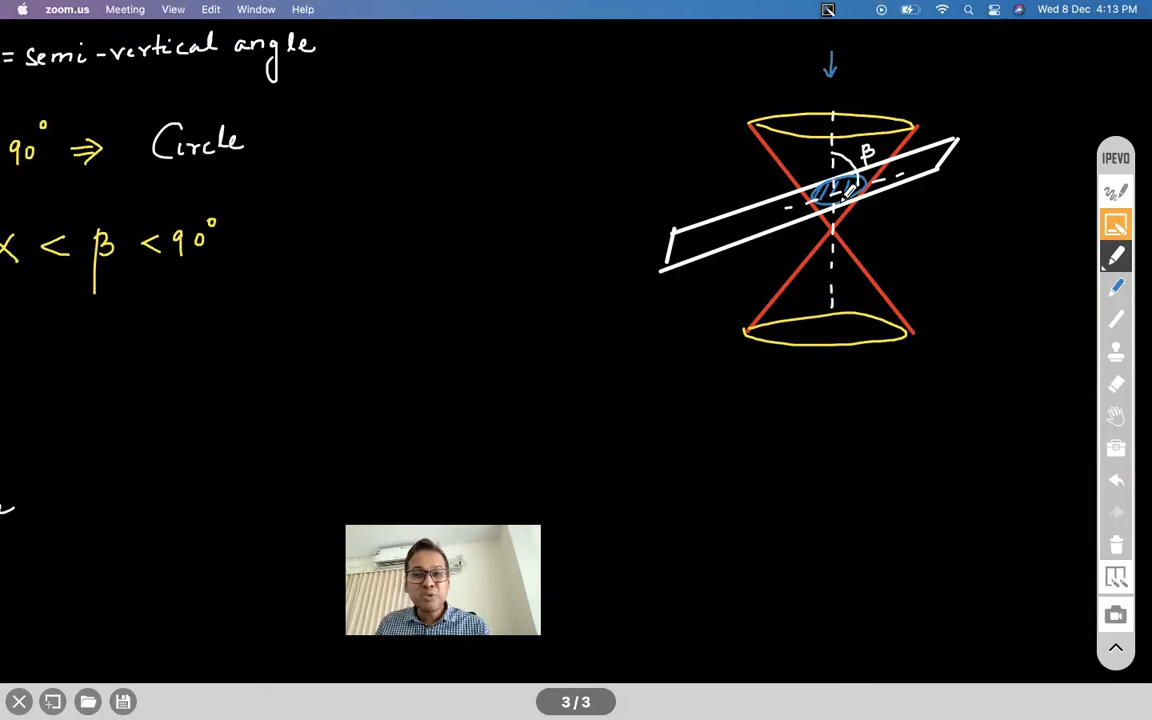 zoom.us Meeting View Edit Window Help Wed 8 Dec 4:13 PM
= semi-vertical angle
90° ⇒ Circle
α < β < 90°
β
IPEVO
3 / 3